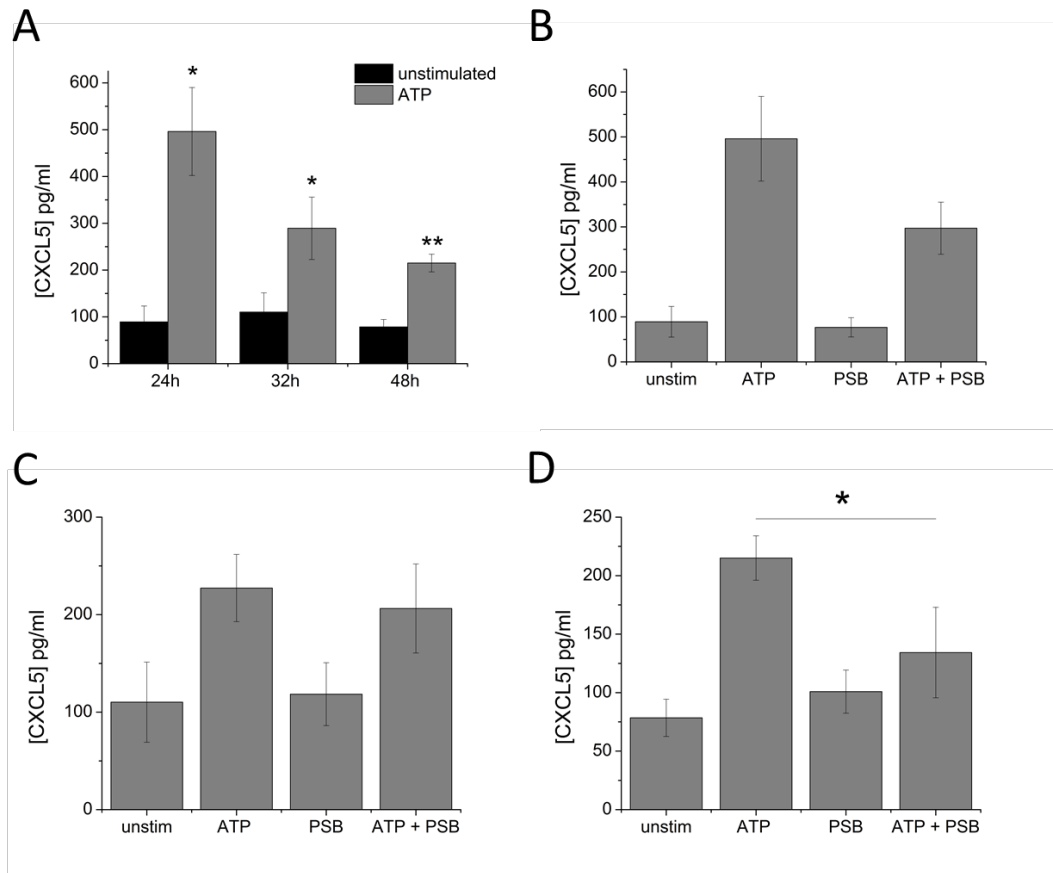 A
[CXCL5] pg/ml
600
500
400
300
200
100
0
*
*
**
unstimulated
ATP
24h 32h 48h
B
[CXCL5] pg/ml
600
500
400
300
200
100
0
unstim ATP PSB ATP + PSB
C
[CXCL5] pg/ml
300
200
100
0
unstim ATP PSB ATP + PSB
D
[CXCL5] pg/ml
250
200
150
100
50
0
*
unstim ATP PSB ATP + PSB